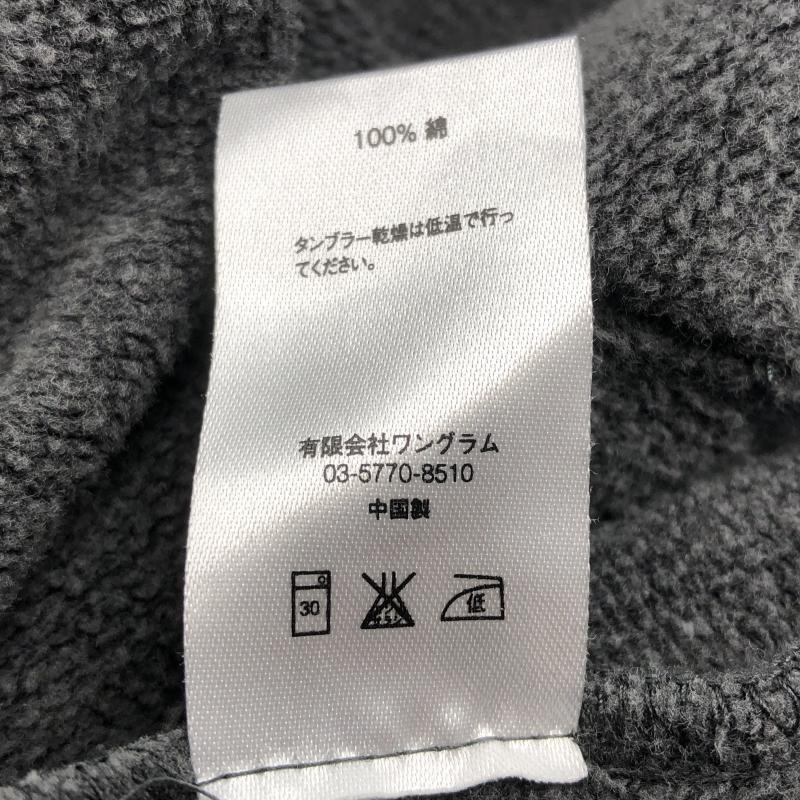 100% 綿
タンブラー乾燥は低温で行っ
てください。
有限会社ワングラム
03-5770-8510
中国製
30
低